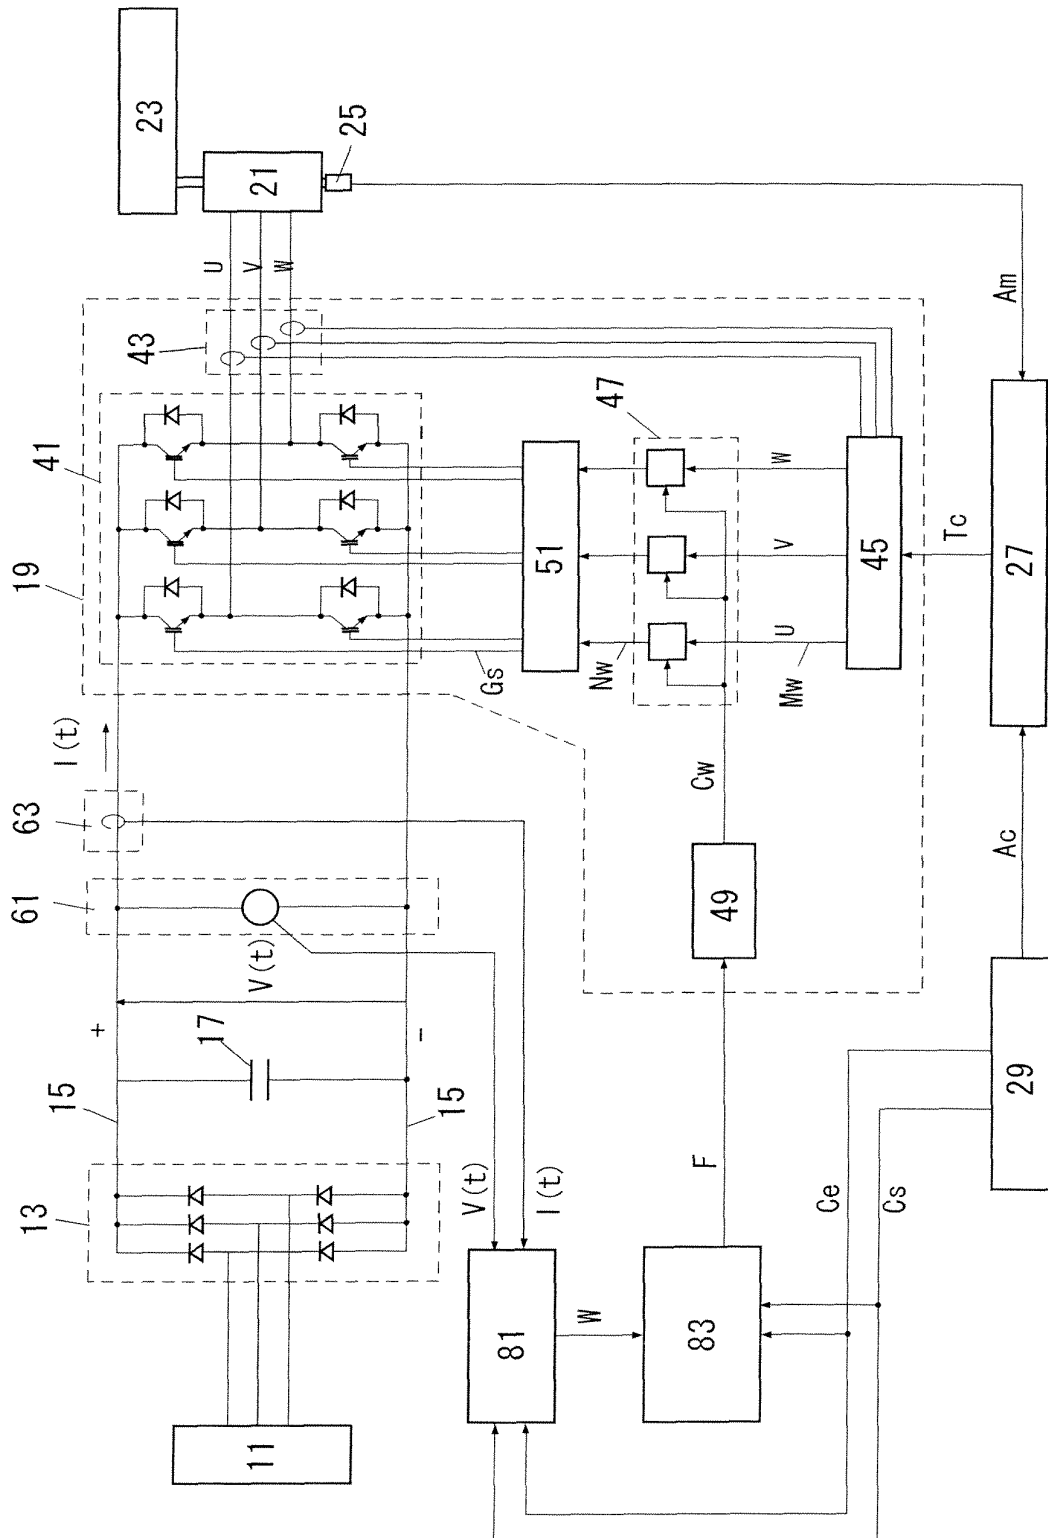 13
61
63
19
41
15
I(t)
+
43
23
17
V(t)
U
V
W
11
21
25
-
15
V(t)
I(t)
Gs
81
51
W
Nw
47
83
F
Cw
49
Mw
U
V
W
Ce
Cs
45
Tc
Ac
Am
29
27